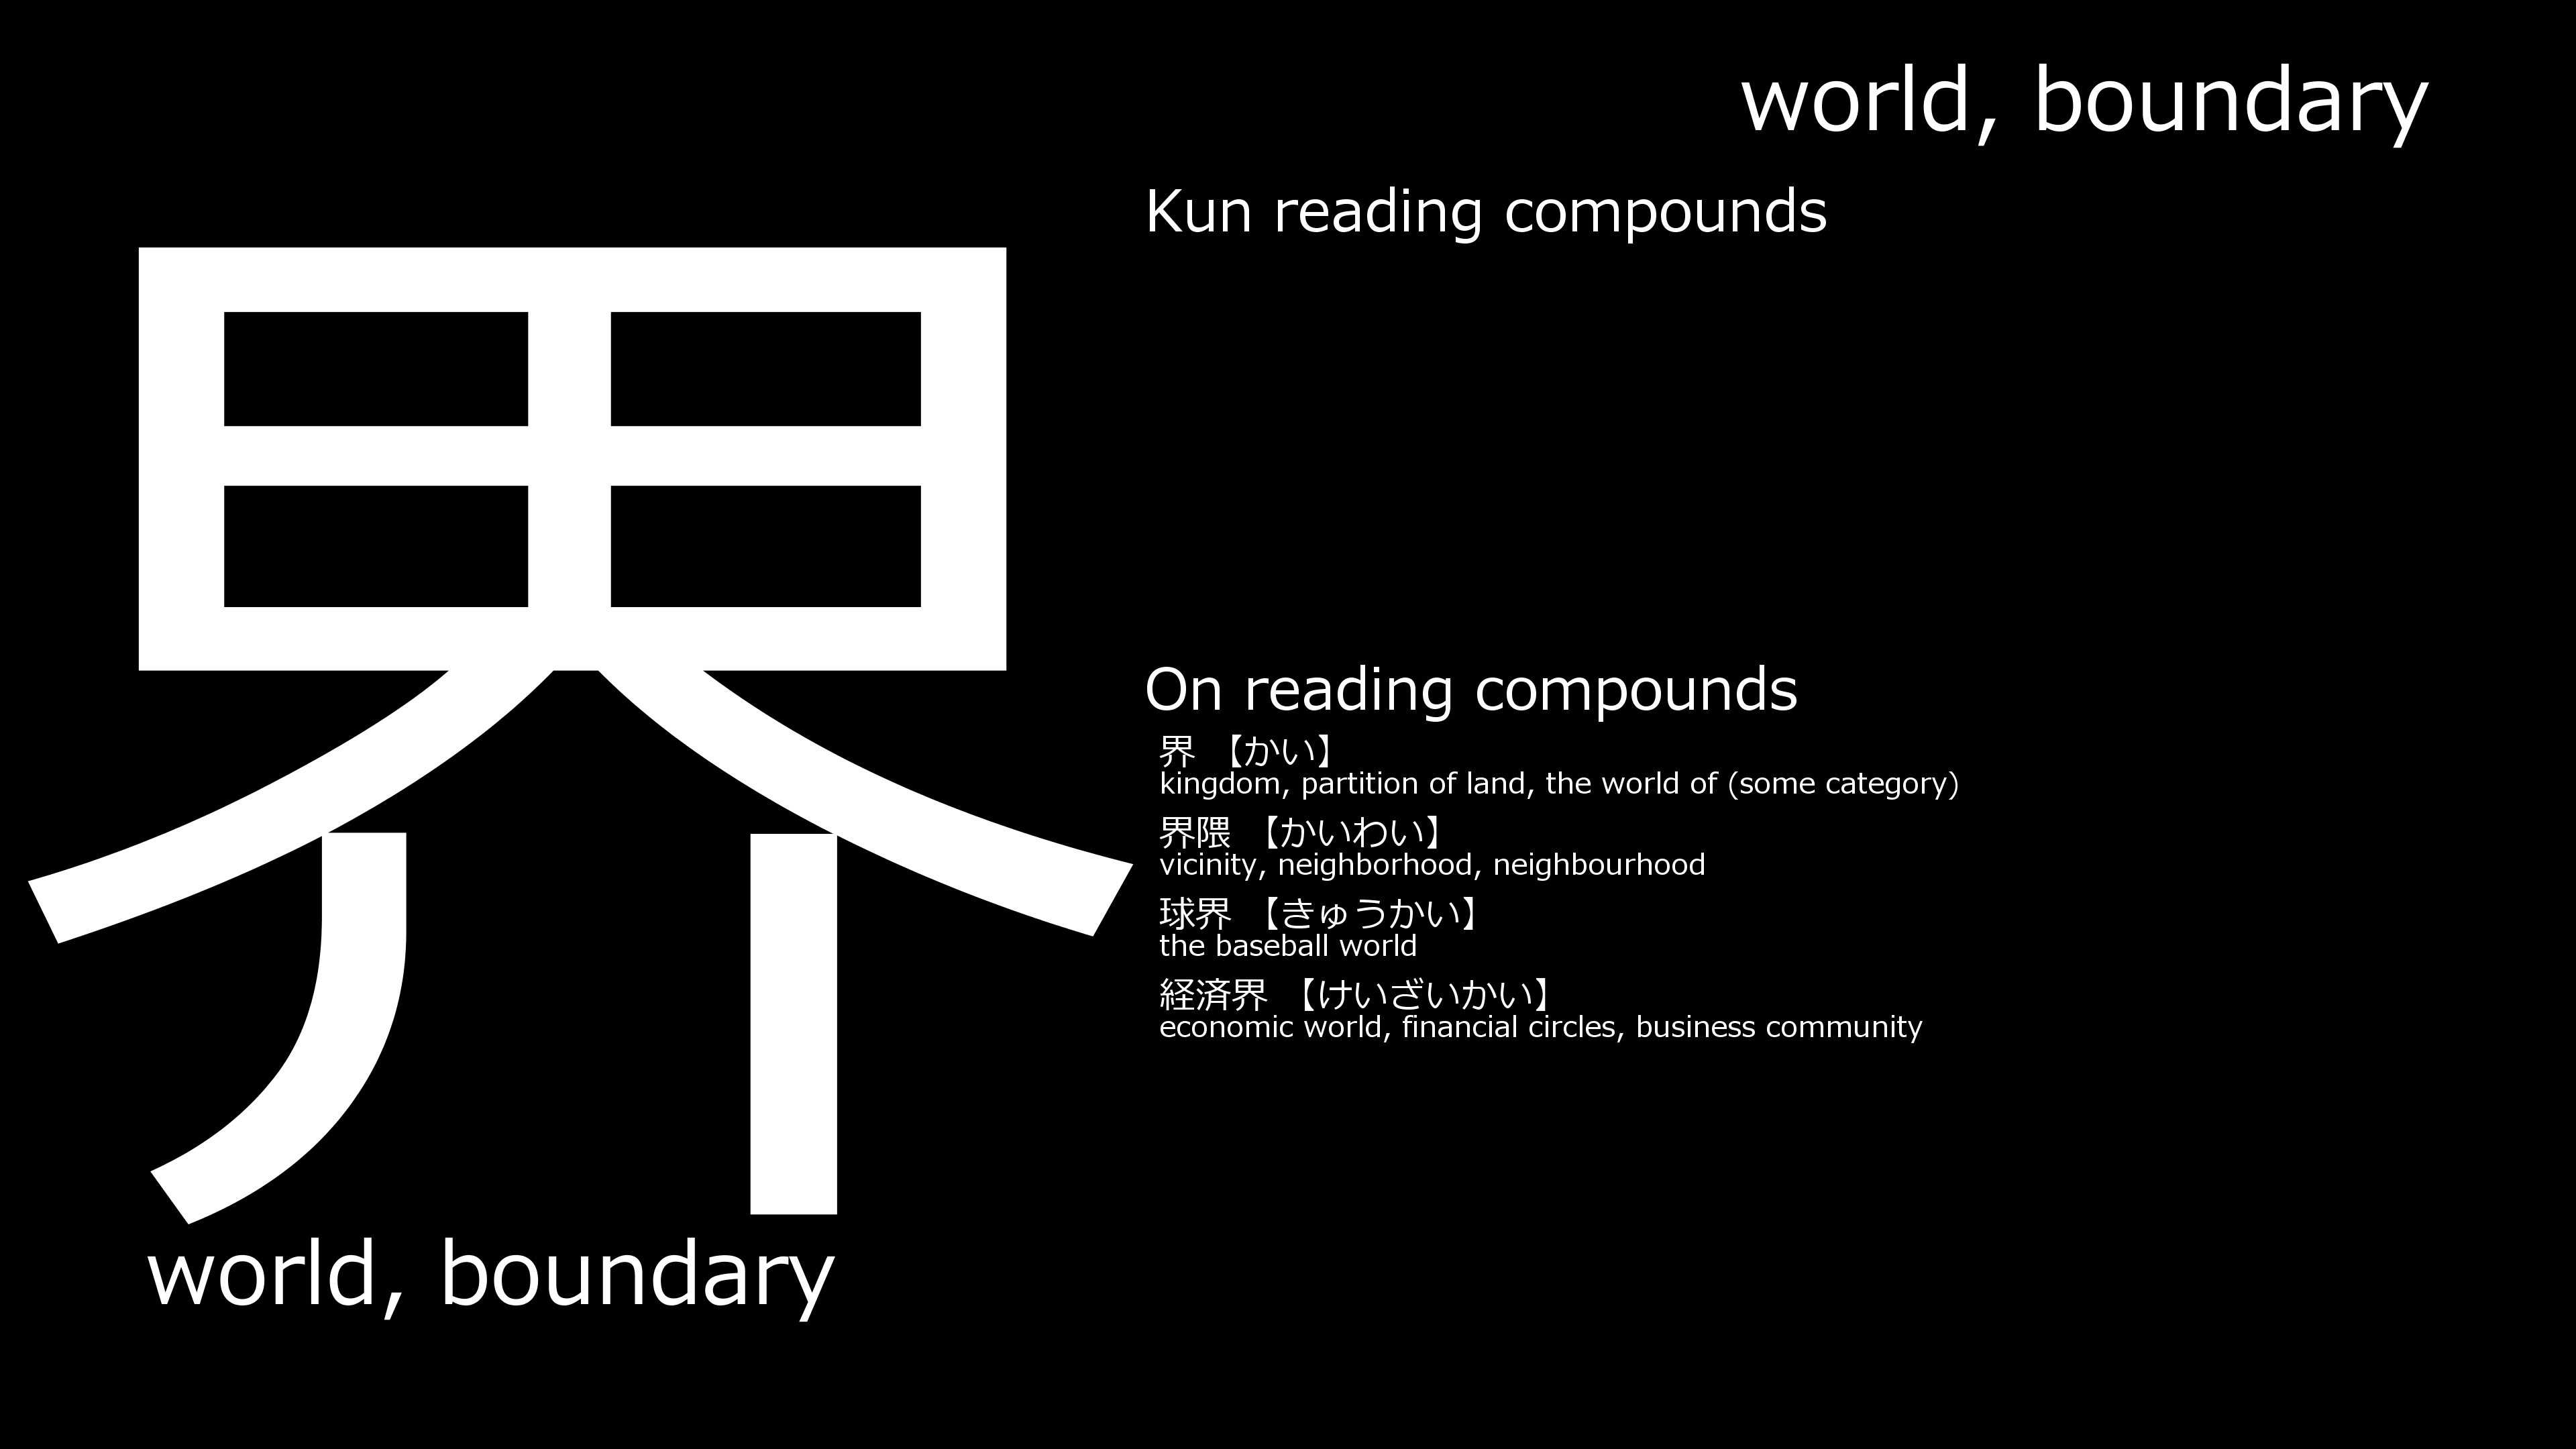 world, boundary
Kun reading compounds
界
On reading compounds
界 【かい】
kingdom, partition of land, the world of (some category)
界隈 【かいわい】
vicinity, neighborhood, neighbourhood
球界 【きゅうかい】
the baseball world
経済界 【けいざいかい】
economic world, financial circles, business community
world, boundary